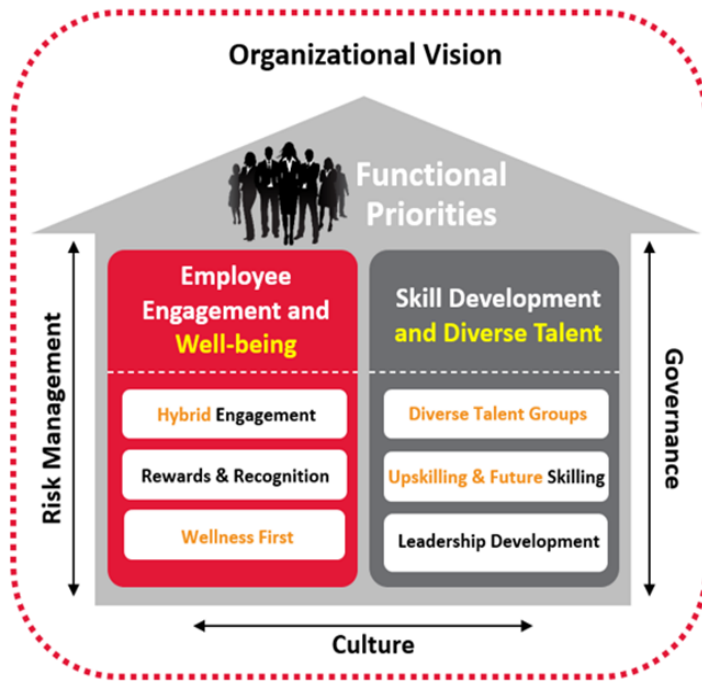 Organizational Vision
Functional
Priorities
Risk Management
Employee
Engagement and
Well-being
Hybrid Engagement
Rewards & Recognition
Wellness First
Skill Development
and Diverse Talent
Diverse Talent Groups
Upskilling & Future Skilling
Leadership Development
Governance
Culture